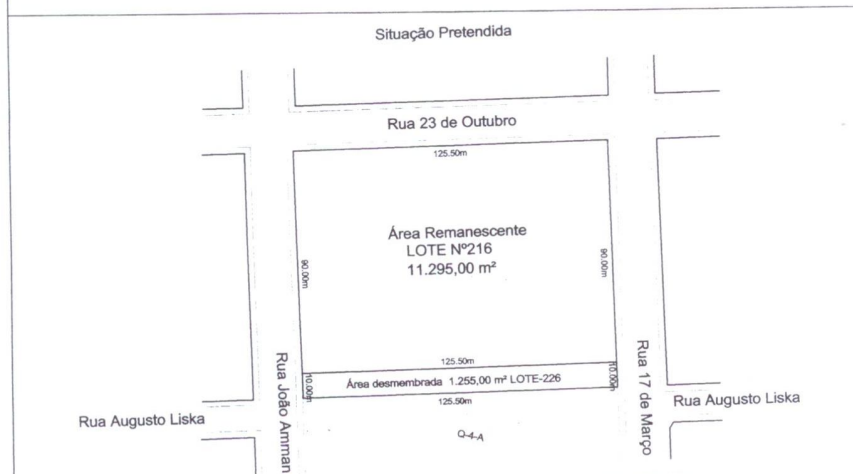 Situação Pretendida
Rua 23 de Outubro
125.50m
Área Remanescente
LOTE Nº216
11.295,00 m²
90.00m
90.00m
125.50m
Área desmembrada 1.255,00 m² LOTE-226
10.00m
10.00m
125.50m
Rua João Amman
Rua 17 de Março
Rua Augusto Liska
Rua Augusto Liska
Q-4-A